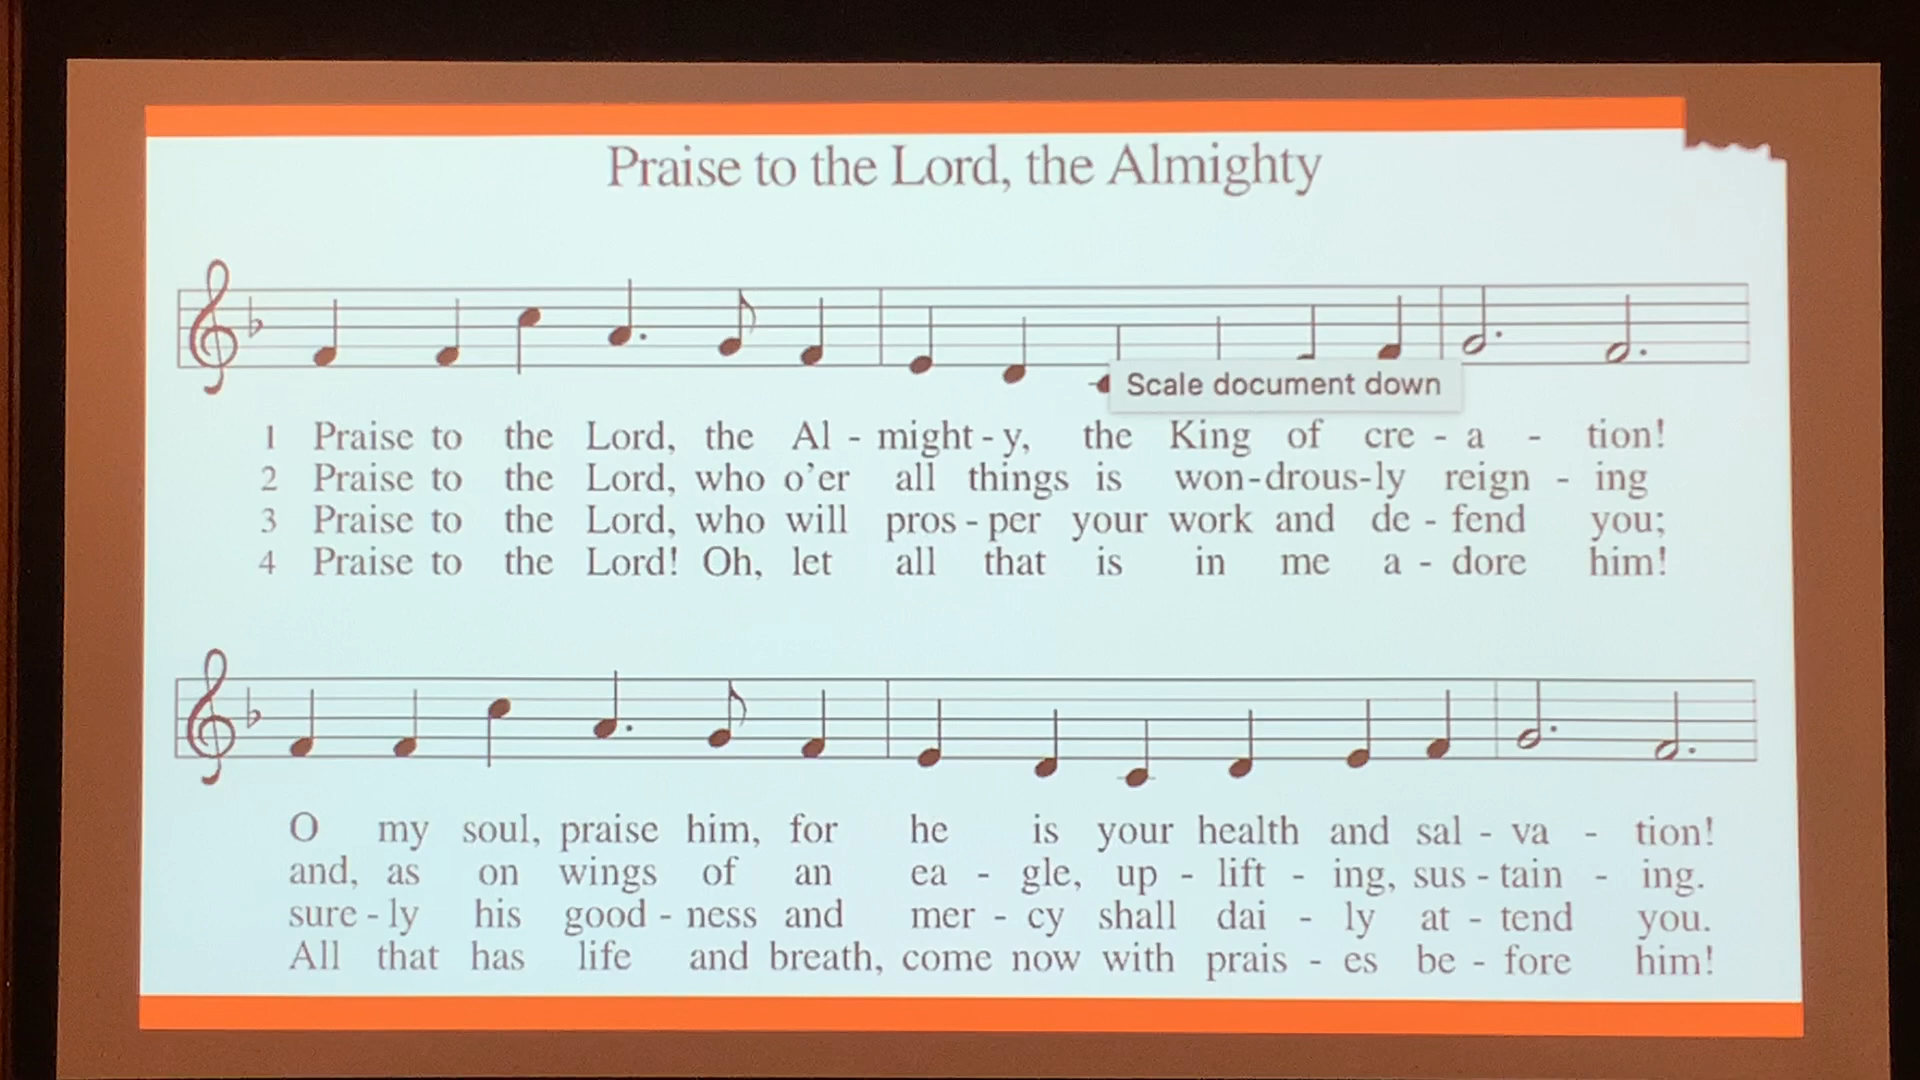 Praise to the Lord, the Almighty
Scale document down
1 Praise to the Lord, the Al - might - y, the King of cre - a - tion!
2 Praise to the Lord, who o'er all things is won-drous-ly reign - ing
3 Praise to the Lord, who will pros - per your work and de - fend you;
4 Praise to the Lord! Oh, let all that is in me a - dore him!
O my soul, praise him, for he is your health and sal - va - tion!
and, as on wings of an ea - gle, up - lift - ing, sus - tain - ing.
sure - ly his good - ness and mer - cy shall dai - ly at - tend you.
All that has life and breath, come now with prais - es be - fore him!